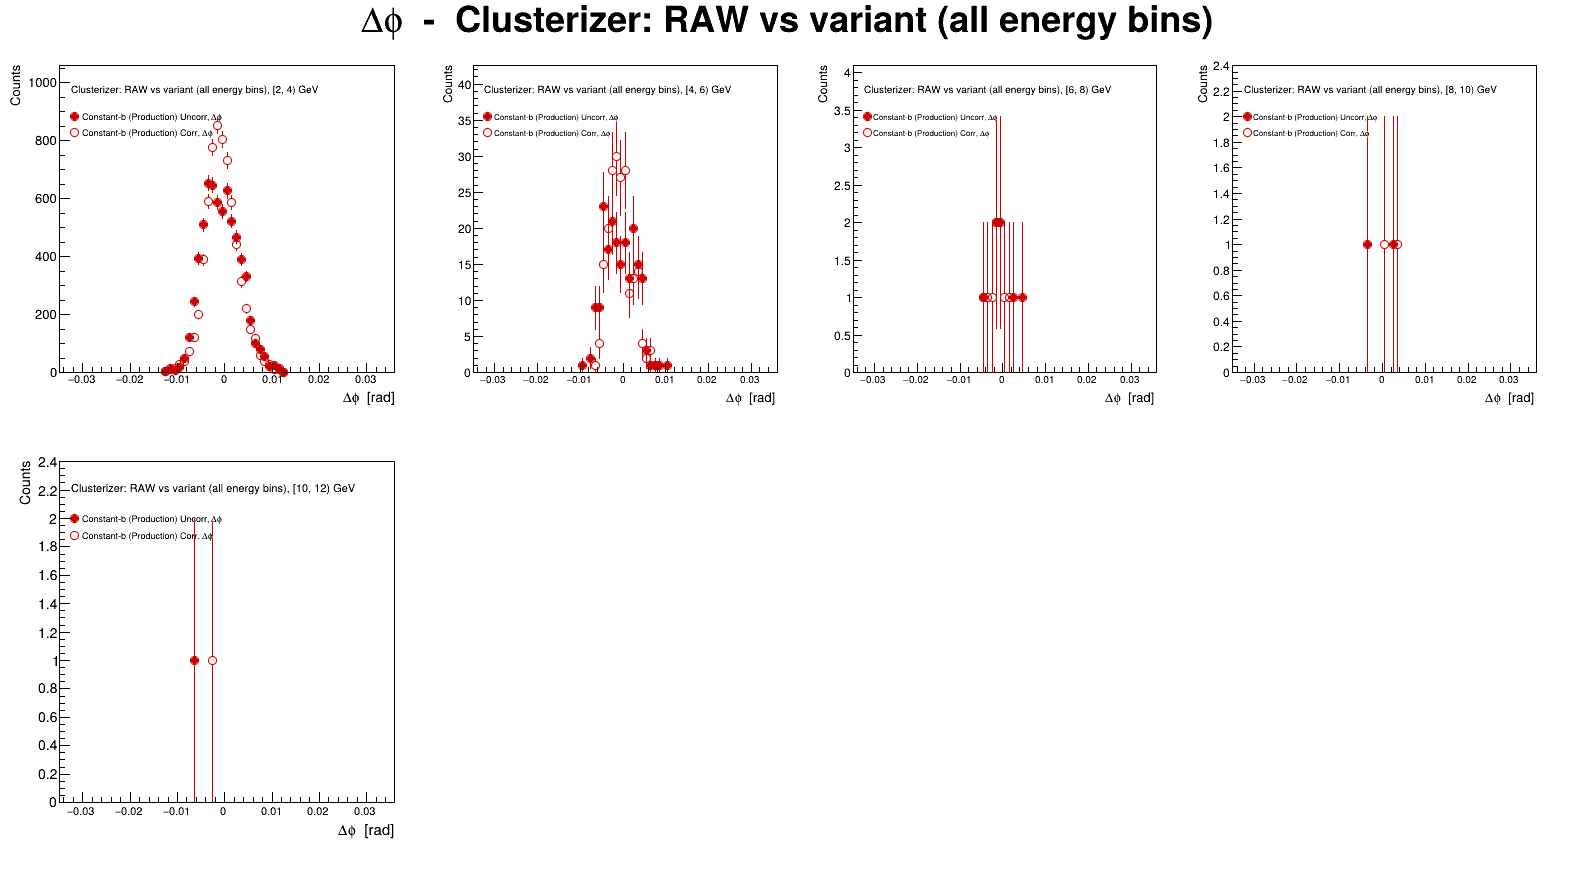 Δϕ - Clusterizer: RAW vs variant (all energy bins)
Counts
Clusterizer: RAW vs variant (all energy bins), [2, 4) GeV
Constant-b (Production) Uncorr, Δϕ
Constant-b (Production) Corr, Δϕ
1000
800
600
400
200
0
−0.03 −0.02 −0.01 0 0.01 0.02 0.03
Δϕ [rad]
Counts
Clusterizer: RAW vs variant (all energy bins), [4, 6) GeV
Constant-b (Production) Uncorr, Δϕ
Constant-b (Production) Corr, Δϕ
40
35
30
25
20
15
10
5
0
−0.03 −0.02 −0.01 0 0.01 0.02 0.03
Δϕ [rad]
Counts
Clusterizer: RAW vs variant (all energy bins), [6, 8) GeV
Constant-b (Production) Uncorr, Δϕ
Constant-b (Production) Corr, Δϕ
4
3.5
3
2.5
2
1.5
1
0.5
0
−0.03 −0.02 −0.01 0 0.01 0.02 0.03
Δϕ [rad]
Counts
Clusterizer: RAW vs variant (all energy bins), [8, 10) GeV
Constant-b (Production) Uncorr, Δϕ
Constant-b (Production) Corr, Δϕ
2.4
2.2
2
1.8
1.6
1.4
1.2
1
0.8
0.6
0.4
0.2
0
−0.03 −0.02 −0.01 0 0.01 0.02 0.03
Δϕ [rad]
Counts
Clusterizer: RAW vs variant (all energy bins), [10, 12) GeV
Constant-b (Production) Uncorr, Δϕ
Constant-b (Production) Corr, Δϕ
2.4
2.2
2
1.8
1.6
1.4
1.2
1
0.8
0.6
0.4
0.2
0
−0.03 −0.02 −0.01 0 0.01 0.02 0.03
Δϕ [rad]